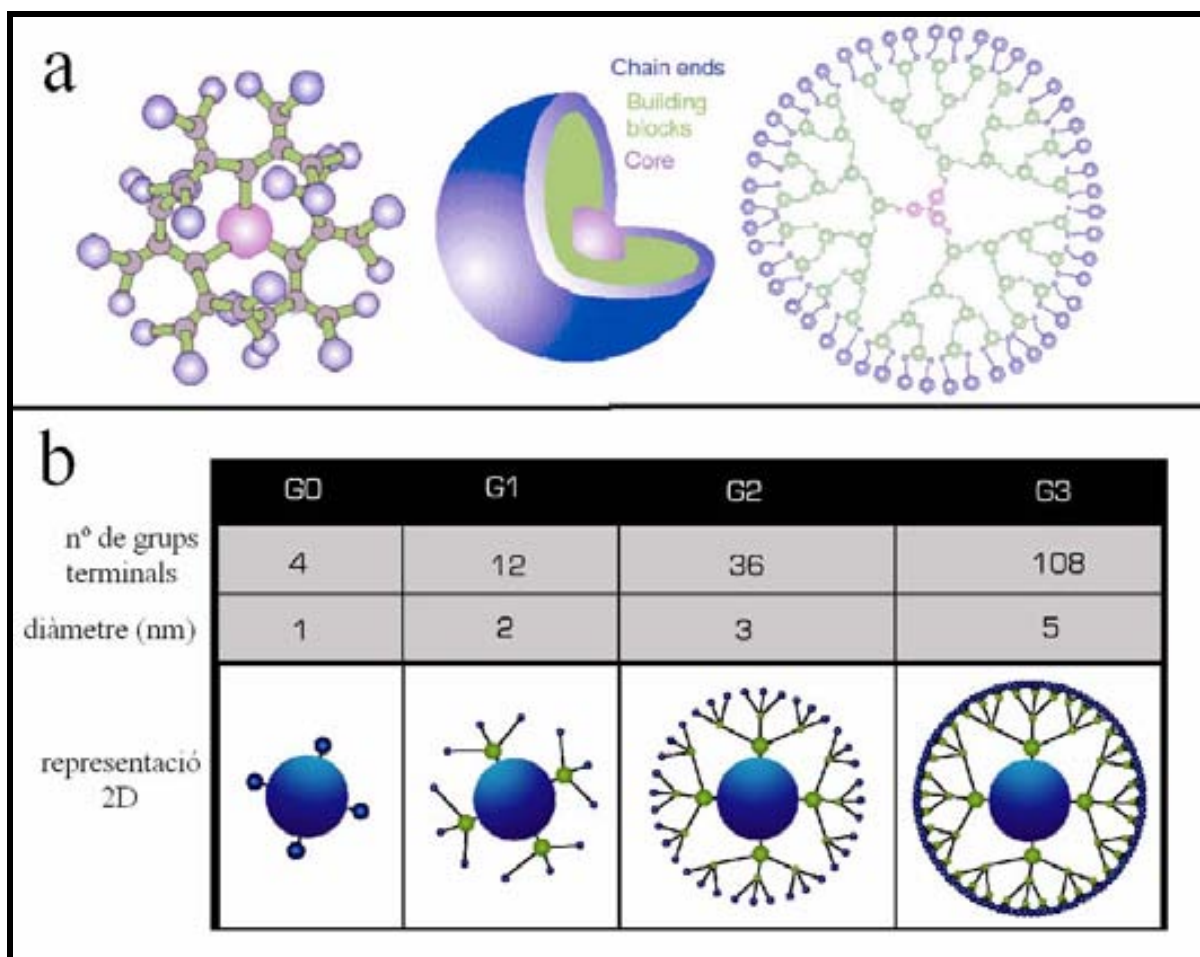 a
Chain ends
Building
blocks
Core
b
G0 G1 G2 G3
nº de grups
terminals
4 12 36 108
diàmetre (nm)
1 2 3 5
representació
2D